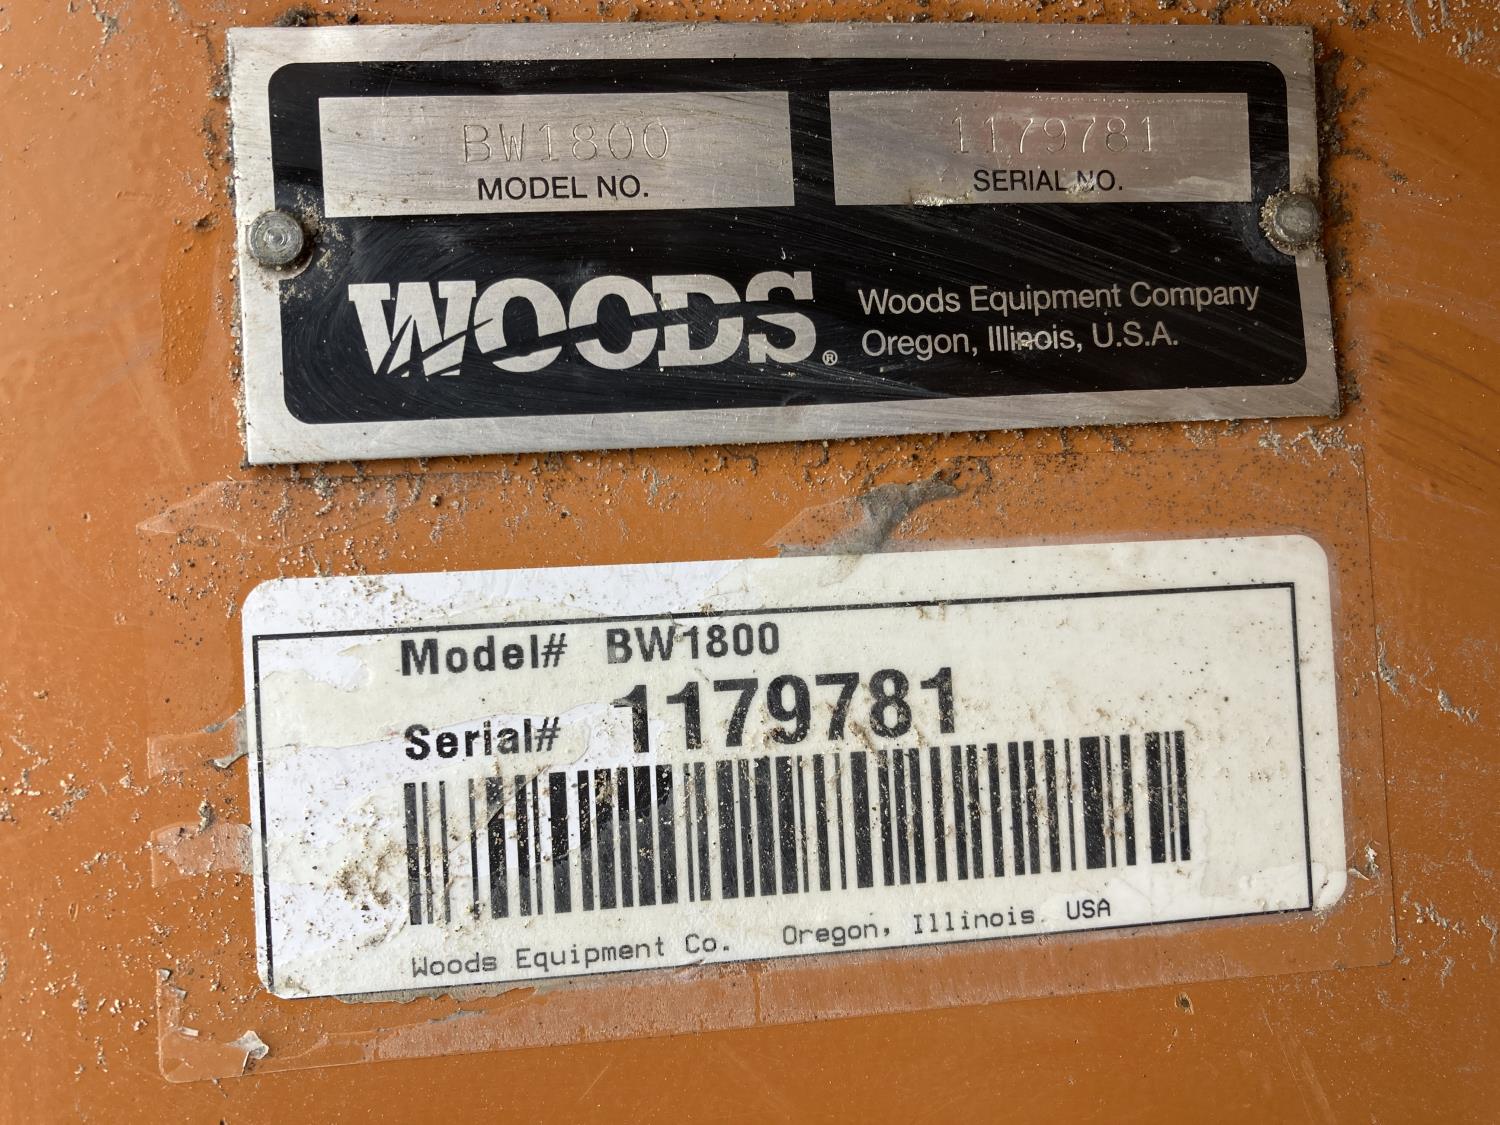 BW1800
MODEL NO.
1179781
SERIAL NO.
WOODS®
Woods Equipment Company
Oregon, Illinois, U.S.A.
Model# BW1800
Serial# 1179781
Woods Equipment Co. Oregon, Illinois. USA